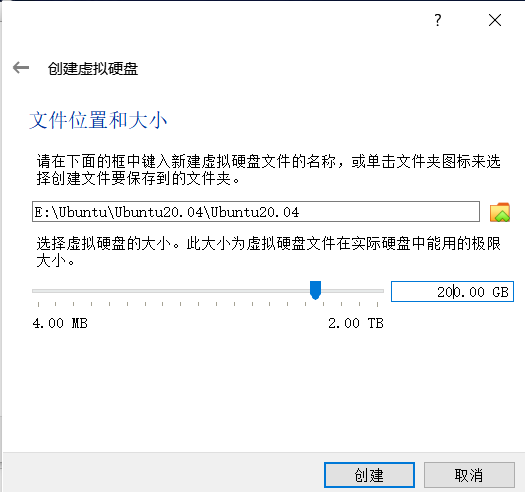 ?
创建虚拟硬盘
文件位置和大小
请在下面的框中键入新建虚拟硬盘文件的名称，或单击文件夹图标来选
择创建文件要保存到的文件夹。
E:\Ubuntu\Ubuntu20.04\Ubuntu20.04
选择虚拟硬盘的大小。此大小为虚拟硬盘文件在实际硬盘中能用的极限
大小。
200.00 GB
4.00 MB 2.00 TB
创建 取消